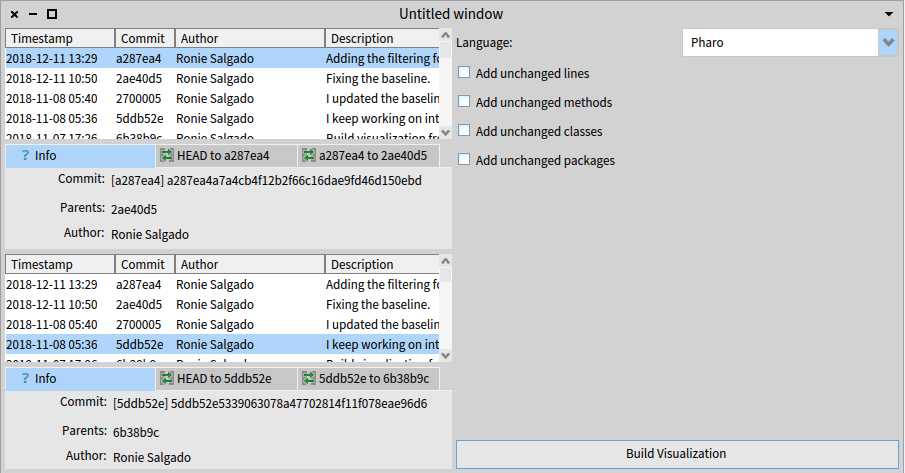 Untitled window
Timestamp Commit Author Description
2018-12-11 13:29 a287ea4 Ronie Salgado Adding the filtering fo
2018-12-11 10:50 2ae40d5 Ronie Salgado Fixing the baseline.
2018-11-08 05:40 2700005 Ronie Salgado I updated the baselin
2018-11-08 05:36 5ddb52e Ronie Salgado I keep working on int
2018-11-07 17:26 6b38b9c Ronie Salgado Build visualization fro
? Info HEAD to a287ea4 a287ea4 to 2ae40d5
Commit: [a287ea4] a287ea4a7a4cb4f12b2f66c16dae9fd46d150ebd
Parents: 2ae40d5
Author: Ronie Salgado
Timestamp Commit Author Description
2018-12-11 13:29 a287ea4 Ronie Salgado Adding the filtering fo
2018-12-11 10:50 2ae40d5 Ronie Salgado Fixing the baseline.
2018-11-08 05:40 2700005 Ronie Salgado I updated the baselin
2018-11-08 05:36 5ddb52e Ronie Salgado I keep working on int
? Info HEAD to 5ddb52e 5ddb52e to 6b38b9c
Commit: [5ddb52e] 5ddb52e5339063078a47702814f11f078eae96d6
Parents: 6b38b9c
Author: Ronie Salgado
Language: Pharo
Add unchanged lines
Add unchanged methods
Add unchanged classes
Add unchanged packages
Build Visualization